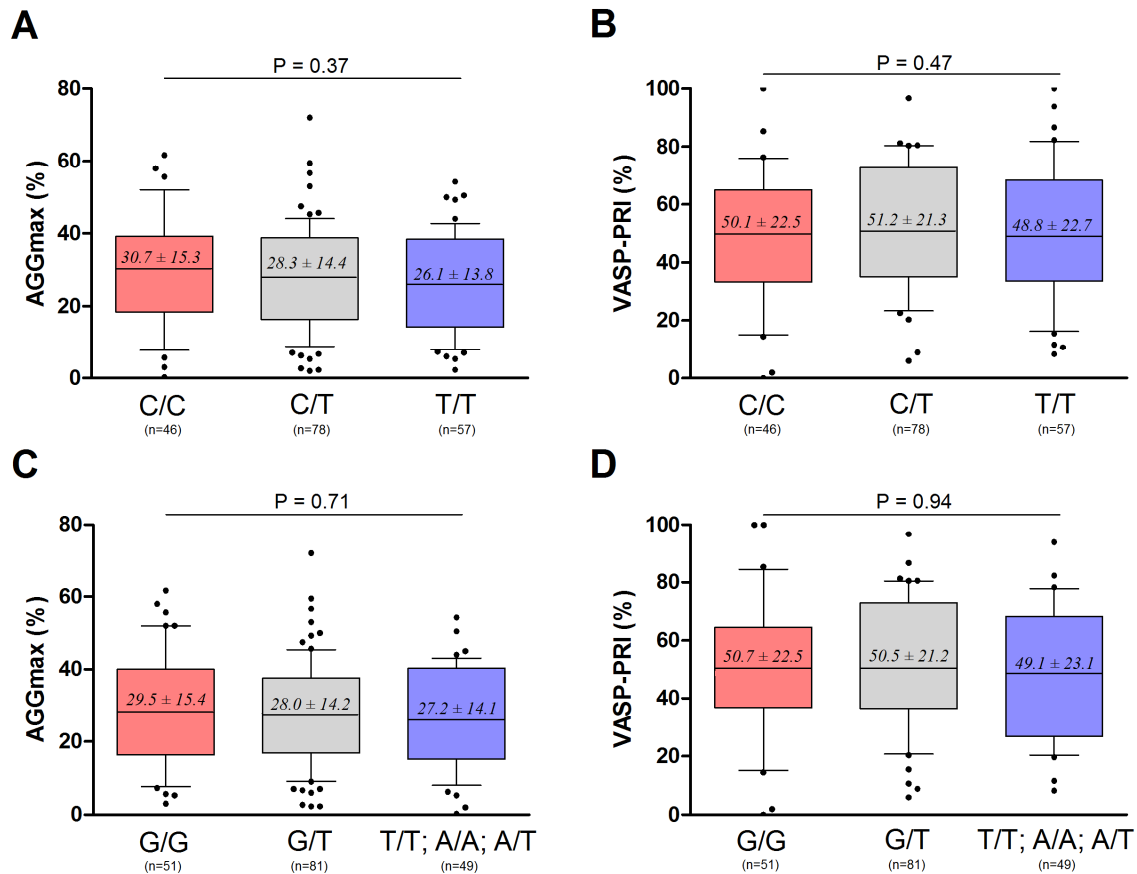 A
P = 0.37
AGGmax (%)
80
60
40
20
0
30.7 ± 15.3
28.3 ± 14.4
26.1 ± 13.8
C/C
C/T
T/T
(n=46)
(n=78)
(n=57)
B
P = 0.47
VASP-PRI (%)
100
80
60
40
20
0
50.1 ± 22.5
51.2 ± 21.3
48.8 ± 22.7
C/C
C/T
T/T
(n=46)
(n=78)
(n=57)
C
P = 0.71
AGGmax (%)
80
60
40
20
0
29.5 ± 15.4
28.0 ± 14.2
27.2 ± 14.1
G/G
G/T
T/T; A/A; A/T
(n=51)
(n=81)
(n=49)
D
P = 0.94
VASP-PRI (%)
100
80
60
40
20
0
50.7 ± 22.5
50.5 ± 21.2
49.1 ± 23.1
G/G
G/T
T/T; A/A; A/T
(n=51)
(n=81)
(n=49)